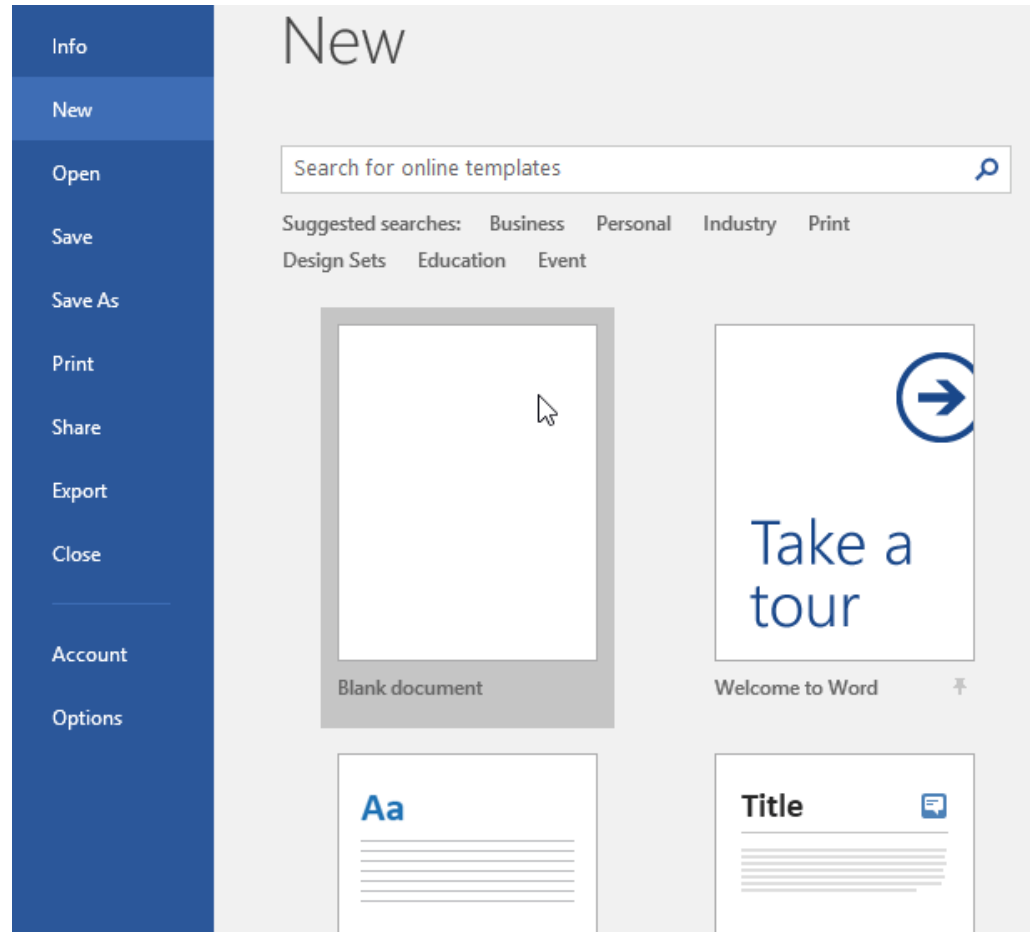 Info
New
Open
Save
Save As
Print
Share
Export
Close
Account
Options
New
Search for online templates
Suggested searches: Business Personal Industry Print
Design Sets Education Event
Take a
tour
Blank document
Welcome to Word
Aa
Title